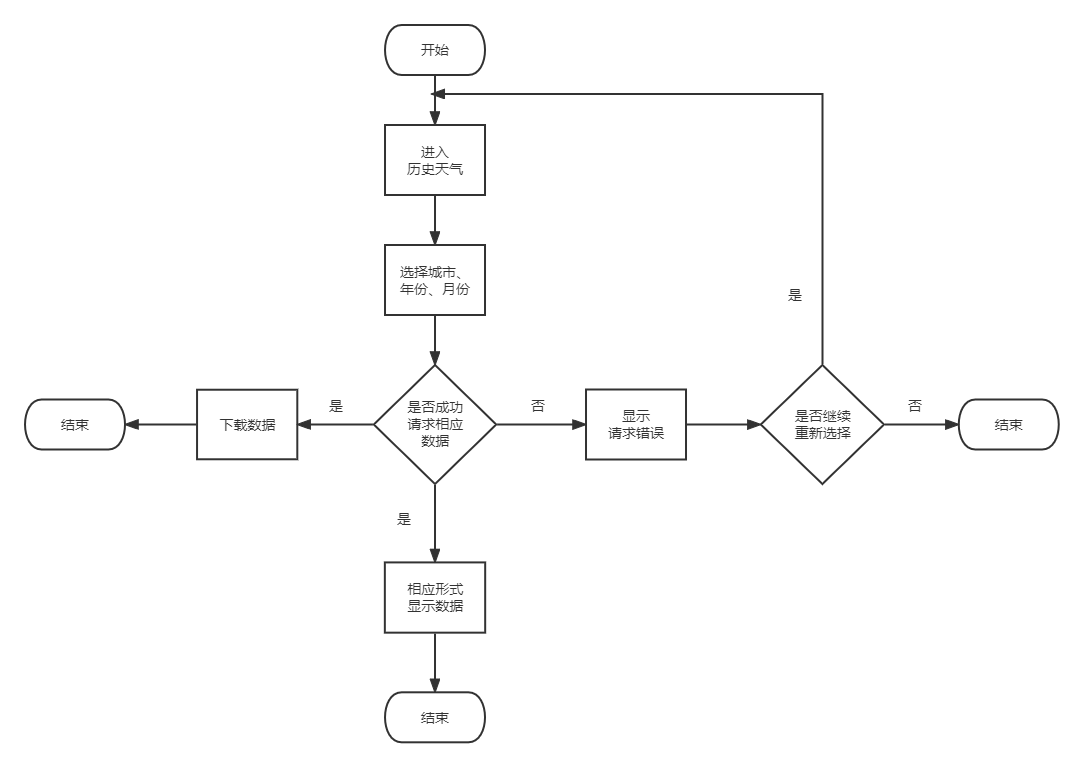 开始
进入
历史天气
选择城市、
年份、月份
是
结束
下载数据
是
是否成功
请求相应
数据
否
显示
请求错误
是否继续
重新选择
否
结束
是
相应形式
显示数据
结束